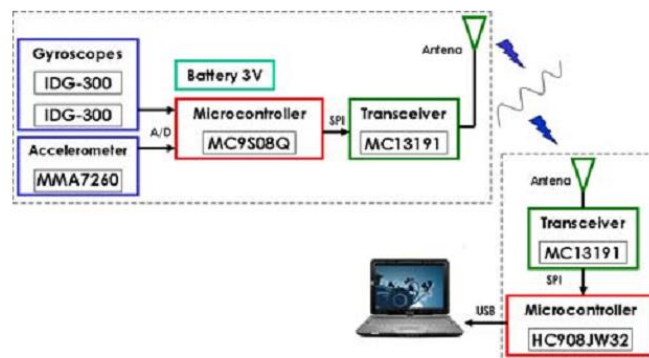 Gyroscopes
IDG-300
IDG-300
Accelerometer
MMA7260
A/D
Battery 3V
Microcontroller
MC9S08Q
SPI
Transceiver
MC13191
Antena
Antena
Transceiver
MC13191
SPI
Microcontroller
HC908JW32
USB